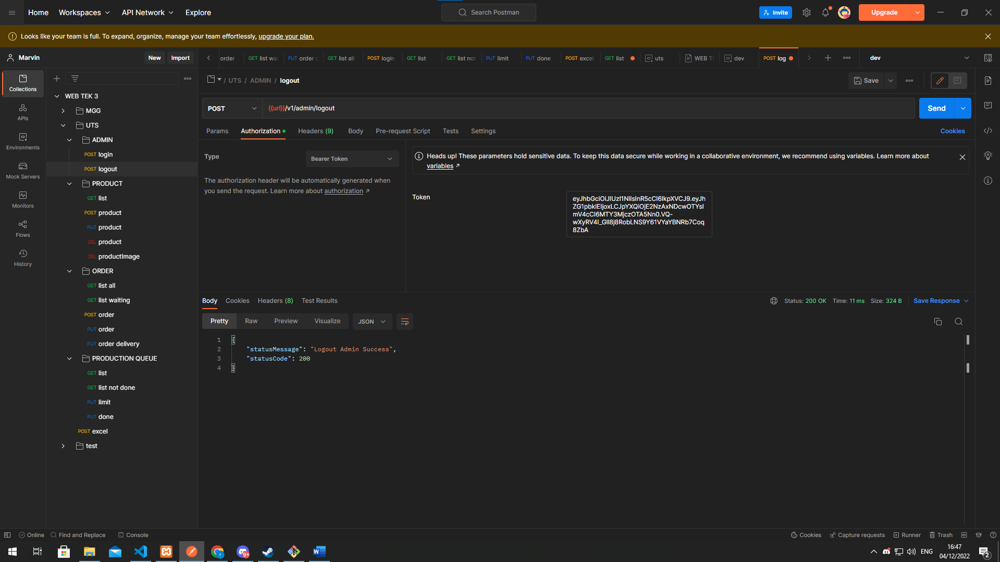 Home
Workspaces
API Network
Explore
Search Postman
Invite
Upgrade
Looks like your team is full. To expand, organize, manage your team effortlessly, upgrade your plan.
Marvin
New
Import
order
GET list wai
PUT order d
GET list all
POST login
GET list
GET list not
PUT limit
PUT done
POST excel
GET list
uts
WEB TE
dev
POST log
dev
Collections
APIs
Environments
Mock Servers
Monitors
Flows
History
WEB TEK 3
MGG
UTS
ADMIN
POST login
POST logout
PRODUCT
GET list
POST product
PUT product
DEL product
DEL productImage
ORDER
GET list all
GET list waiting
POST order
PUT order
PUT order delivery
PRODUCTION QUEUE
GET list
GET list not done
PUT limit
PUT done
POST excel
test
/ UTS / ADMIN / logout
Save
POST
{{url}}/v1/admin/logout
Send
Params
Authorization
Headers (9)
Body
Pre-request Script
Tests
Settings
Cookies
Type
Bearer Token
The authorization header will be automatically generated when
you send the request. Learn more about authorization ↗
Heads up! These parameters hold sensitive data. To keep this data secure while working in a collaborative environment, we recommend using variables. Learn more about
variables ↗
Token
eyJhbGciOiJIUzI1NiIsInR5cCI6IkpXVCJ9.eyJh
ZG1pbklEIjoxLCJpYXQiOjE2NzAxNDcwOTYsI
mV4cCI6MTY3MjczOTA5Nn0.VQ-
wXyRV4I_GIl8j8RobLNS9Y61VYaYBNRb7Coq
8ZbA
Body
Cookies
Headers (8)
Test Results
Status: 200 OK
Time: 11 ms
Size: 324 B
Save Response
Pretty
Raw
Preview
Visualize
JSON
1 {
2 "statusMessage": "Logout Admin Success",
3 "statusCode": 200
4 }
Online
Find and Replace
Console
Cookies
Capture requests
Runner
Trash
9+
ENG
16:47
04/12/2022
2